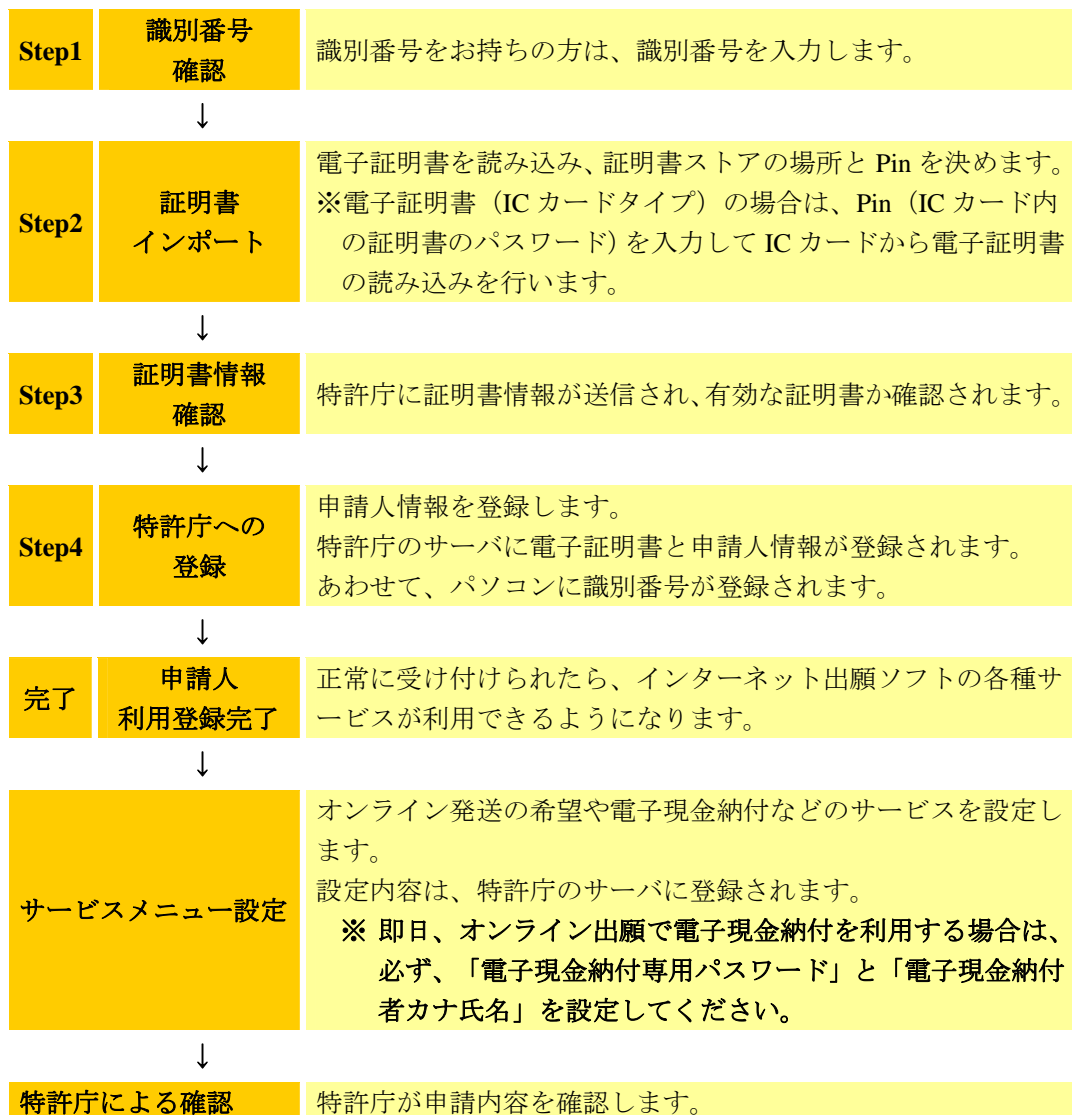 Step1
識別番号
確認
識別番号をお持ちの方は、識別番号を入力します。
↓
Step2
証明書
インポート
電子証明書を読み込み、証明書ストアの場所と Pin を決めます。
※電子証明書（IC カードタイプ）の場合は、Pin（IC カード内
の証明書のパスワード）を入力して IC カードから電子証明書
の読み込みを行います。
↓
Step3
証明書情報
確認
特許庁に証明書情報が送信され、有効な証明書か確認されます。
↓
Step4
特許庁への
登録
申請人情報を登録します。
特許庁のサーバに電子証明書と申請人情報が登録されます。
あわせて、パソコンに識別番号が登録されます。
↓
完了
申請人
利用登録完了
正常に受け付けられたら、インターネット出願ソフトの各種サ
ービスが利用できるようになります。
↓
サービスメニュー設定
オンライン発送の希望や電子現金納付などのサービスを設定し
ます。
設定内容は、特許庁のサーバに登録されます。
※ 即日、オンライン出願で電子現金納付を利用する場合は、
必ず、「電子現金納付専用パスワード」と「電子現金納付
者カナ氏名」を設定してください。
↓
特許庁による確認
特許庁が申請内容を確認します。